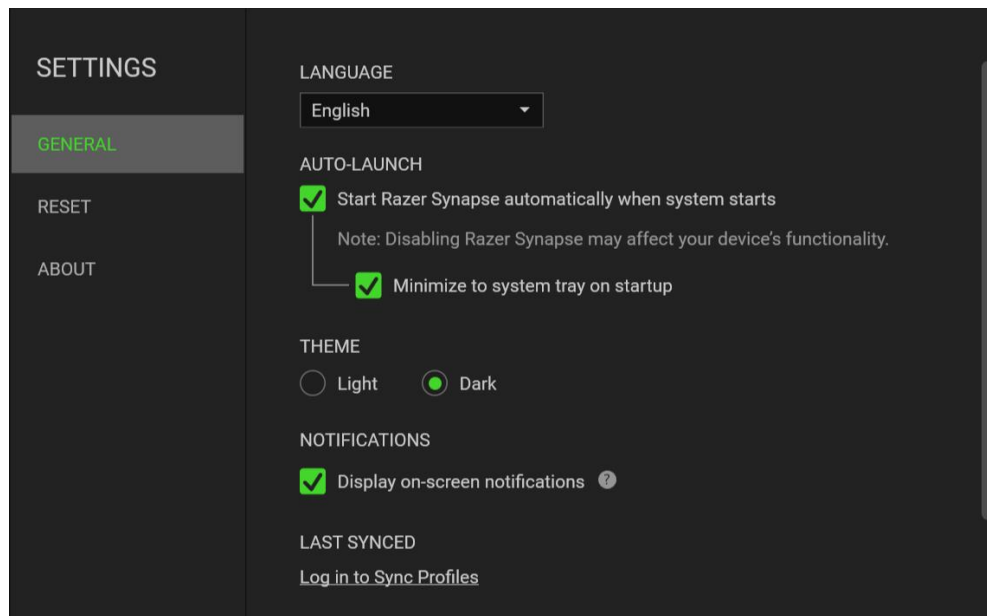 SETTINGS
GENERAL
RESET
ABOUT
LANGUAGE
English
AUTO-LAUNCH
Start Razer Synapse automatically when system starts
Note: Disabling Razer Synapse may affect your device’s functionality.
Minimize to system tray on startup
THEME
Light Dark
NOTIFICATIONS
Display on-screen notifications ?
LAST SYNCED
Log in to Sync Profiles